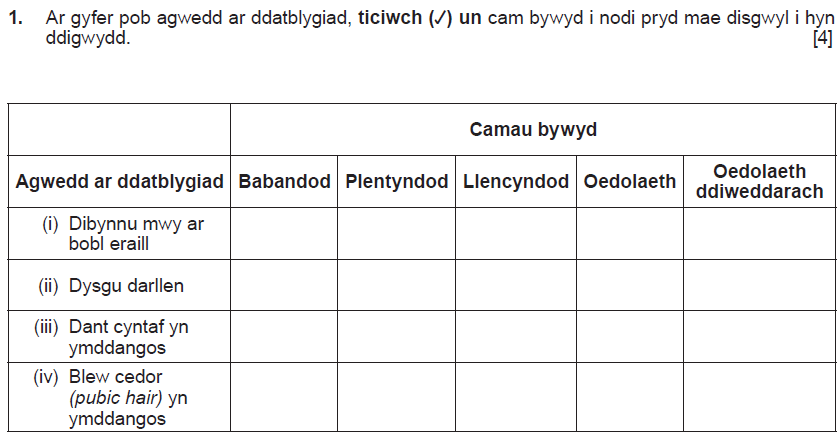 1. Ar gyfer pob agwedd ar ddatblygiad, ticiwch (✓) un cam bywyd i nodi pryd mae disgwyl i hyn
ddigwydd. [4]
Camau bywyd
Agwedd ar ddatblygiad Babandod Plentyndod Llencyndod Oedolaeth Oedolaeth
ddiweddarach
(i) Dibynnu mwy ar
bobl eraill
(ii) Dysgu darllen
(iii) Dant cyntaf yn
ymddangos
(iv) Blew cedor
(pubic hair) yn
ymddangos